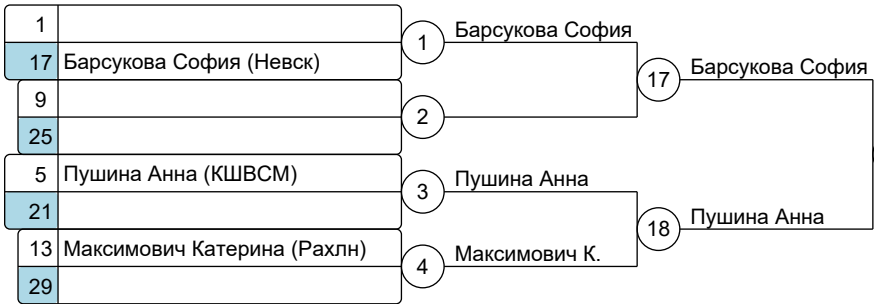 1
17 Барсукова София (Невск)
9
25
5 Пушина Анна (КШВСМ)
21
13 Максимович Катерина (Рахлн)
29
1 Барсукова София
2
3 Пушина Анна
4 Максимович К.
17 Барсукова София
18 Пушина Анна